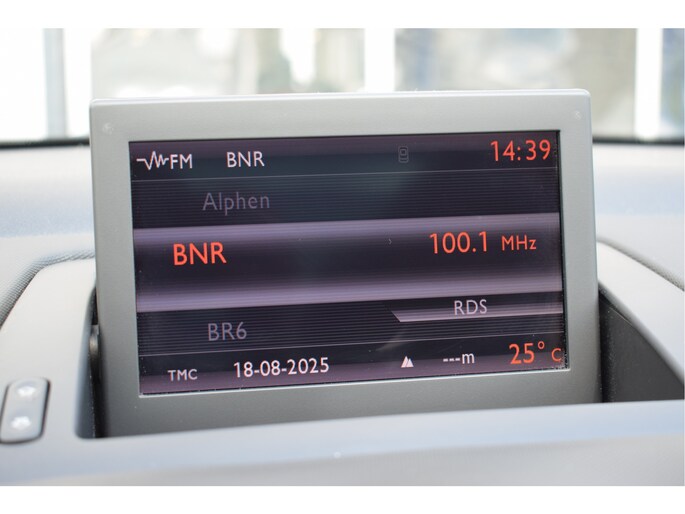 FM BNR 14:39
Alphen
BNR 100.1 MHz
RDS
BR6
TMC 18-08-2025 ---m 25° C